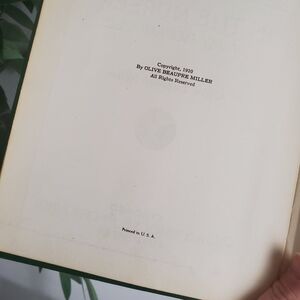 Copyright, 1920
By OLIVE BEAUPRE MILLER
All Rights Reserved
Printed in U. S. A.